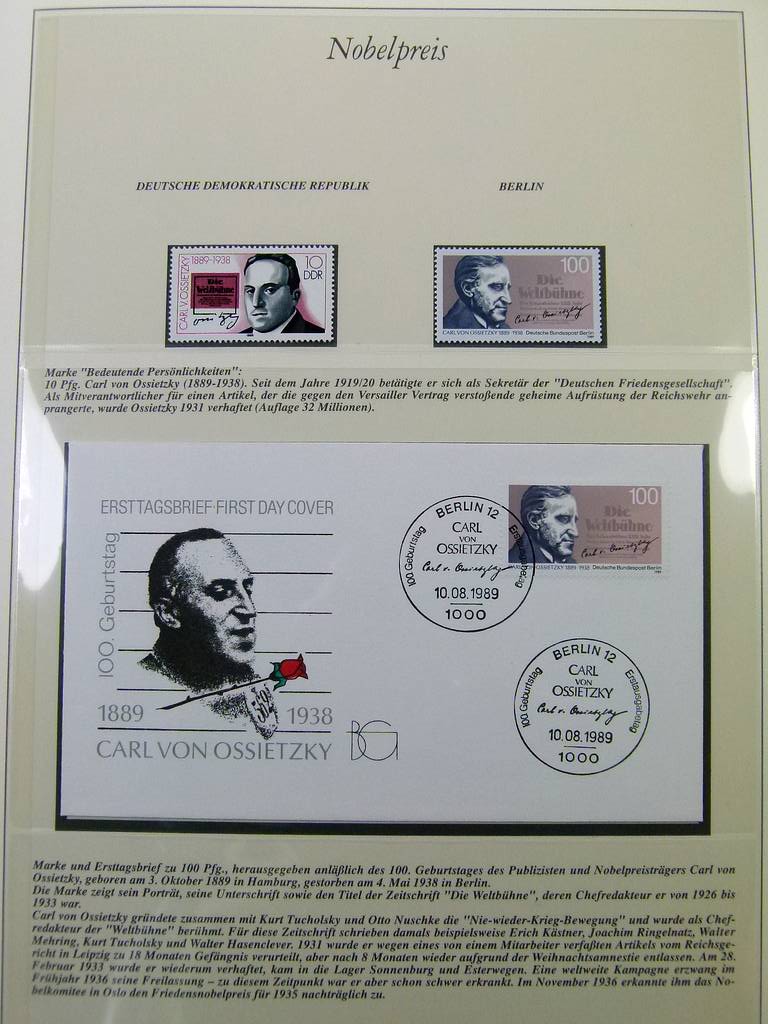 Nobelpreis
DEUTSCHE DEMOKRATISCHE REPUBLIK
BERLIN
CARL V. OSSIETZKY
1889-1938
10
DDR
Die
Weltbühne
100
Die
Weltbühne
Carl v. Ossietzky
CARL VON OSSIETZKY 1889 - 1938 Deutsche Bundespost Berlin
Marke "Bedeutende Persönlichkeiten":
10 Pfg. Carl von Ossietzky (1889-1938). Seit dem Jahre 1919/20 betätigte er sich als Sekretär der "Deutschen Friedensgesellschaft".
Als Mitverantwortlicher für einen Artikel, der die gegen den Versailler Vertrag verstoßende geheime Aufrüstung der Reichswehr an-
prangerte, wurde Ossietzky 1931 verhaftet (Auflage 32 Millionen).
ERSTTAGSBRIEF·FIRST DAY COVER
100. Geburtstag
1889
1938
CARL VON OSSIETZKY
BG
100
Die
Weltbühne
Carl v. Ossietzky
CARL VON OSSIETZKY 1889 - 1938 Deutsche Bundespost Berlin
BERLIN 12
100 Geburtstag
Erstausgabetag
CARL
VON
OSSIETZKY
Carl v. Ossietzky
10.08.1989
1000
BERLIN 12
100 Geburtstag
Erstausgabetag
CARL
VON
OSSIETZKY
Carl v. Ossietzky
10.08.1989
1000
Marke und Ersttagsbrief zu 100 Pfg., herausgegeben anläßlich des 100. Geburtstages des Publizisten und Nobelpreisträgers Carl von
Ossietzky, geboren am 3. Oktober 1889 in Hamburg, gestorben am 4. Mai 1938 in Berlin.
Die Marke zeigt sein Porträt, seine Unterschrift sowie den Titel der Zeitschrift "Die Weltbühne", deren Chefredakteur er von 1926 bis
1933 war.
Carl von Ossietzky gründete zusammen mit Kurt Tucholsky und Otto Nuschke die "Nie-wieder-Krieg-Bewegung" und wurde als Chef-
redakteur der "Weltbühne" berühmt. Für diese Zeitschrift schrieben damals beispielsweise Erich Kästner, Joachim Ringelnatz, Walter
Mehring, Kurt Tucholsky und Walter Hasenclever. 1931 wurde er wegen eines von einem Mitarbeiter verfaßten Artikels vom Reichsge-
richt in Leipzig zu 18 Monaten Gefängnis verurteilt, aber nach 8 Monaten wieder aufgrund der Weihnachtsamnestie entlassen. Am 28.
Februar 1933 wurde er wiederum verhaftet, kam in die Lager Sonnenburg und Esterwegen. Eine weltweite Kampagne erzwang im
Frühjahr 1936 seine Freilassung – zu diesem Zeitpunkt war er aber schon schwer erkrankt. Im November 1936 erkannte ihm das No-
belkomitee in Oslo den Friedensnobelpreis für 1935 nachträglich zu.